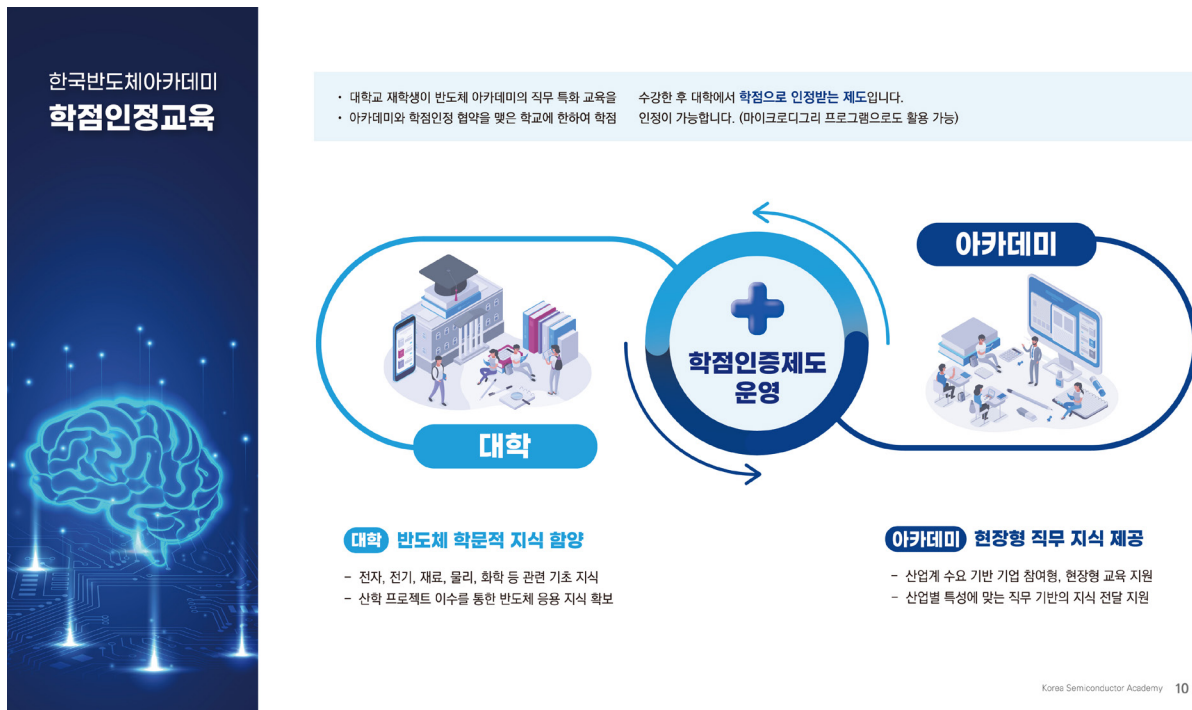 한국반도체아카데미
학점인정교육
· 대학교 재학생이 반도체 아카데미의 직무 특화 교육을 수강한 후 대학에서 학점으로 인정받는 제도입니다.
· 아카데미와 학점인정 협약을 맺은 학교에 한하여 학점 인정이 가능합니다. (마이크로디그리 프로그램으로도 활용 가능)
아카데미
학점인증제도
운영
대학
대학 반도체 학문적 지식 함양
- 전자, 전기, 재료, 물리, 화학 등 관련 기초 지식
- 산학 프로젝트 이수를 통한 반도체 응용 지식 확보
아카데미 현장형 직무 지식 제공
- 산업계 수요 기반 기업 참여형, 현장형 교육 지원
- 산업별 특성에 맞는 직무 기반의 지식 전달 지원
Korea Semiconductor Academy 10